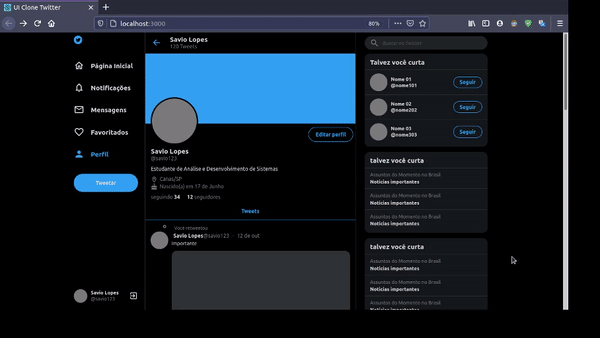 UI Clone Twitter
localhost:3000
80%
Página Inicial
Notificações
Mensagens
Favoritados
Perfil
Tweetar
Savio Lopes
@savio123
Savio Lopes
120 Tweets
Editar perfil
Savio Lopes
@savio123
Estudante de Análise e Desenvolvimento de Sistemas
Canas/SP
Nascido(a) em 17 de Junho
seguindo 34 12 seguidores
Tweets
Você retweetou
Savio Lopes @savio123 · 12 de out
Importante
Buscar no Twitter
Talvez você curta
Nome 01
@nome101
Seguir
Nome 02
@nome202
Seguir
Nome 03
@nome303
Seguir
talvez você curta
Assuntos do Momento no Brasil
Notícias importantes
Assuntos do Momento no Brasil
Notícias importantes
Assuntos do Momento no Brasil
Notícias importantes
talvez você curta
Assuntos do Momento no Brasil
Notícias importantes
Assuntos do Momento no Brasil
Notícias importantes
Assuntos do Momento no Brasil
Notícias importantes